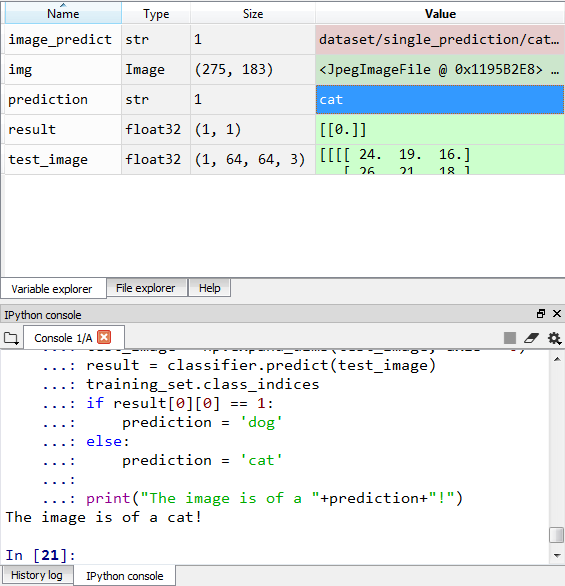 Name Type Size Value
image_predict str 1 dataset/single_prediction/cat…
img Image (275, 183) <JpegImageFile @ 0x1195B2E8> …
prediction str 1 cat
result float32 (1, 1) [[0.]]
test_image float32 (1, 64, 64, 3) [[[[ 24. 19. 16.]
[ 26. 21. 18.]
Variable explorer File explorer Help
IPython console
Console 1/A
...: result = classifier.predict(test_image)
...: training_set.class_indices
...: if result[0][0] == 1:
...:     prediction = 'dog'
...: else:
...:     prediction = 'cat'
...:
...: print("The image is of a "+prediction+"!")
The image is of a cat!
In [21]:
History log IPython console